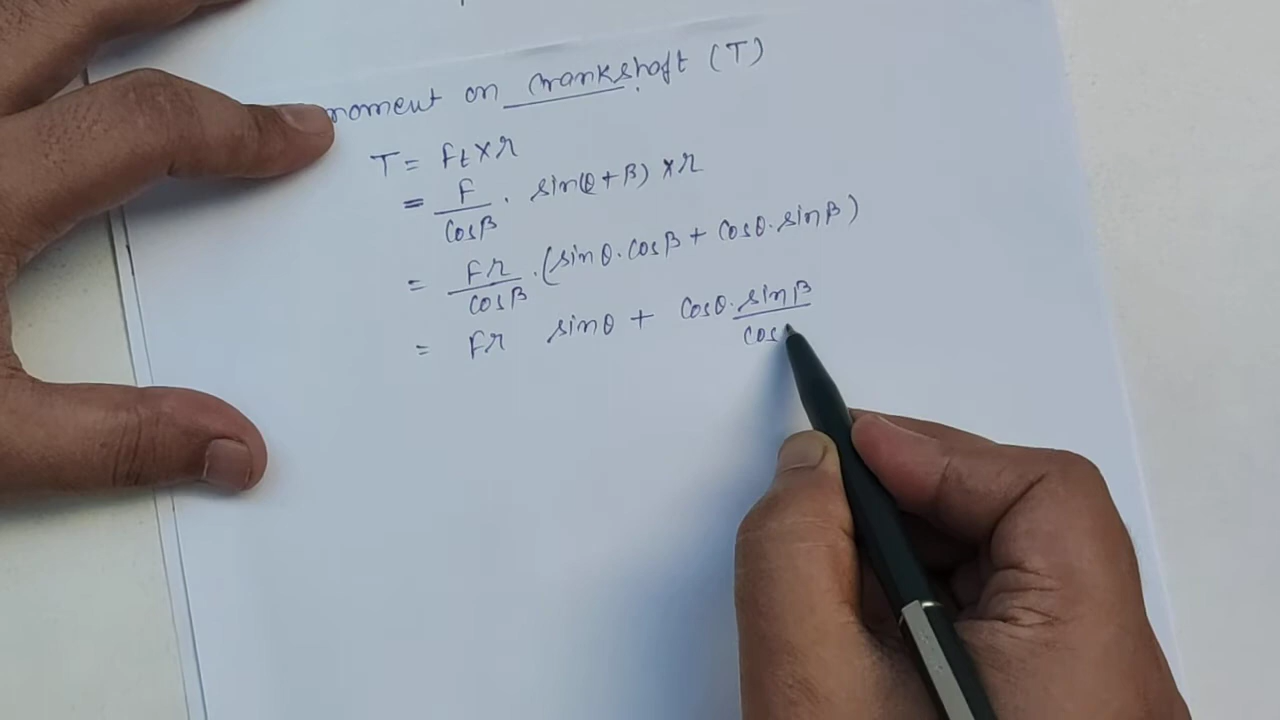 moment on crankshaft (T)
T = Ft × r
= F/cosβ . sin(θ + β) × r
= Fr/cosβ . (sinθ . cosβ + cosθ . sinβ)
= Fr sinθ + cosθ . sinβ/cos